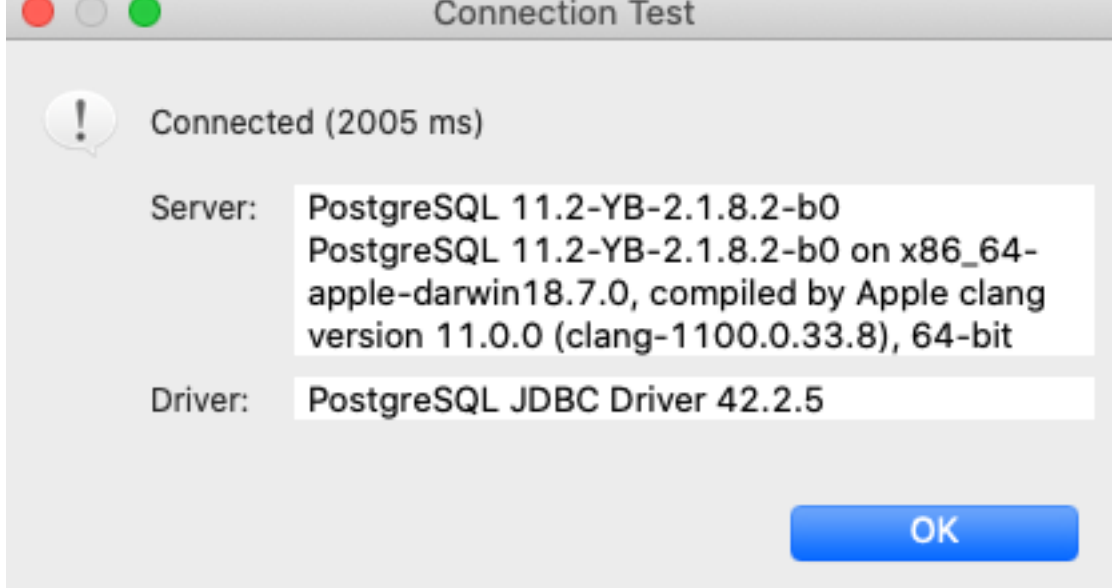 Connection Test
Connected (2005 ms)
Server: PostgreSQL 11.2-YB-2.1.8.2-b0
PostgreSQL 11.2-YB-2.1.8.2-b0 on x86_64-
apple-darwin18.7.0, compiled by Apple clang
version 11.0.0 (clang-1100.0.33.8), 64-bit
Driver: PostgreSQL JDBC Driver 42.2.5
OK